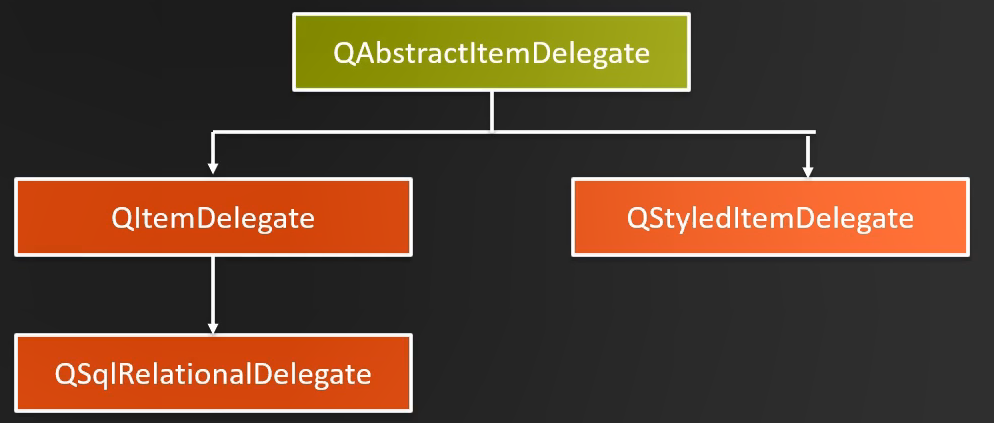 QAbstractItemDelegate
QItemDelegate
QStyledItemDelegate
QSqlRelationalDelegate